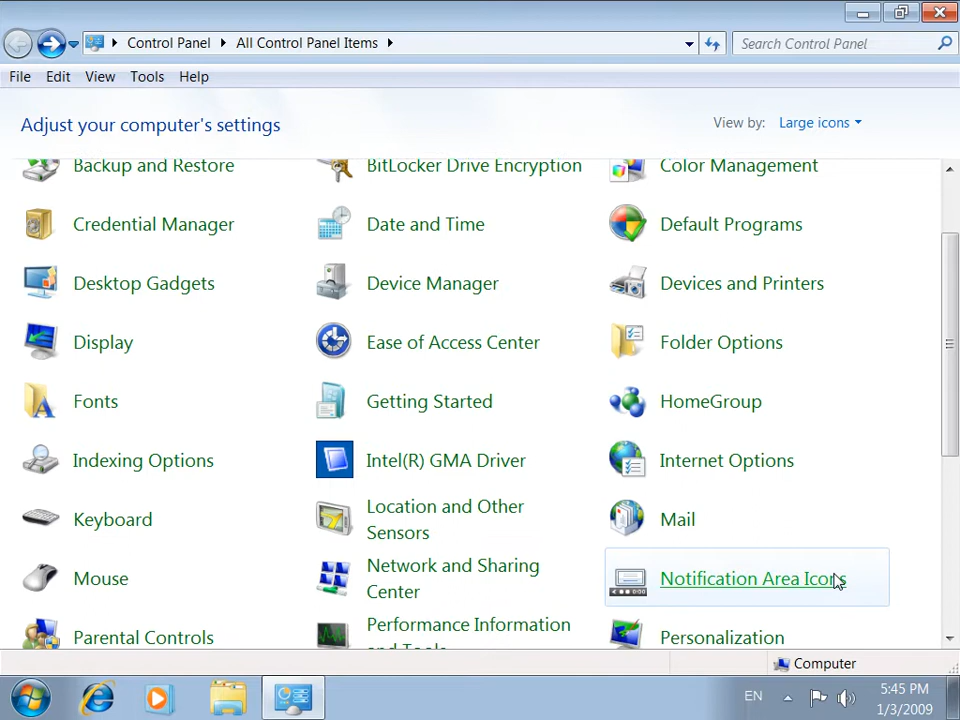 Control Panel All Control Panel Items
Search Control Panel
File Edit View Tools Help
Adjust your computer's settings
View by: Large icons
Backup and Restore
BitLocker Drive Encryption
Color Management
Credential Manager
Date and Time
Default Programs
Desktop Gadgets
Device Manager
Devices and Printers
Display
Ease of Access Center
Folder Options
Fonts
Getting Started
HomeGroup
Indexing Options
Intel(R) GMA Driver
Internet Options
Keyboard
Location and Other
Sensors
Mail
Mouse
Network and Sharing
Center
Notification Area Icons
Parental Controls
Performance Information
and Tools
Personalization
Computer
EN
5:45 PM
1/3/2009